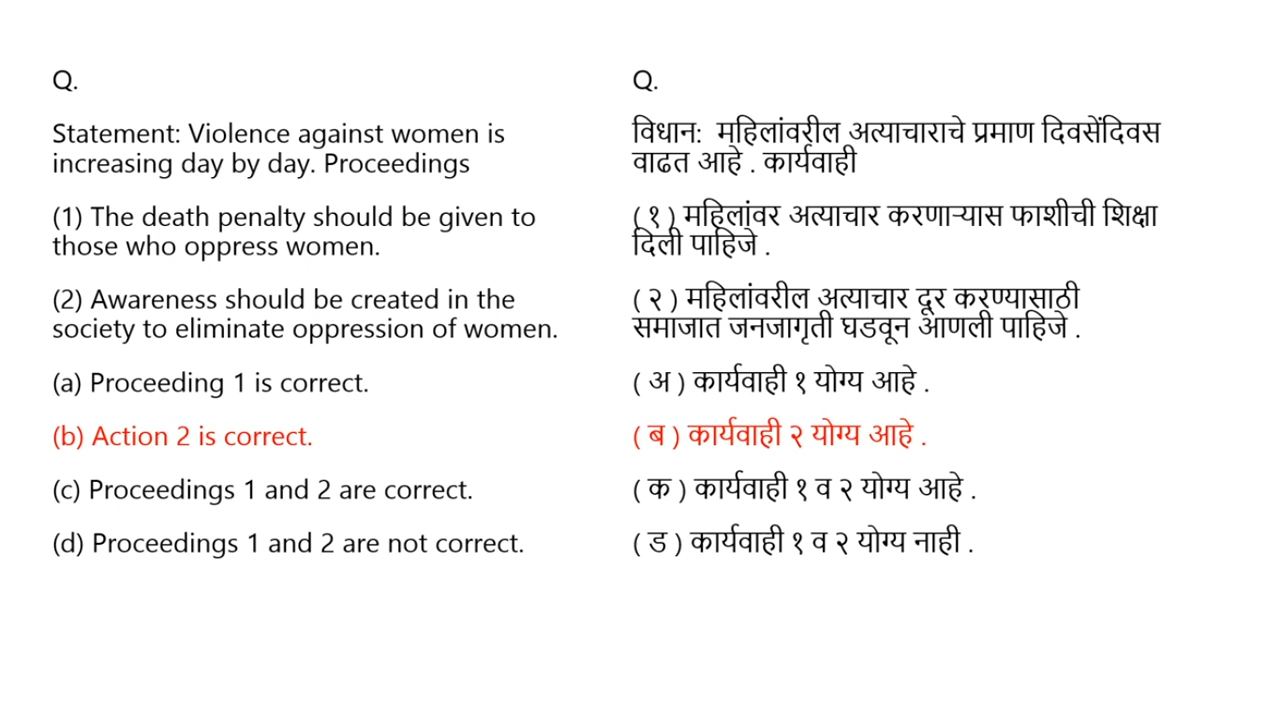 Q.
Statement: Violence against women is
increasing day by day. Proceedings
(1) The death penalty should be given to
those who oppress women.
(2) Awareness should be created in the
society to eliminate oppression of women.
(a) Proceeding 1 is correct.
(b) Action 2 is correct.
(c) Proceedings 1 and 2 are correct.
(d) Proceedings 1 and 2 are not correct.
Q.
विधान:  महिलांवरील अत्याचाराचे प्रमाण दिवसेंदिवस
वाढत आहे . कार्यवाही
( १ ) महिलांवर अत्याचार करणाऱ्यास फाशीची शिक्षा
दिली पाहिजे .
( २ ) महिलांवरील अत्याचार दूर करण्यासाठी
समाजात जनजागृती घडवून आणली पाहिजे .
( अ ) कार्यवाही १ योग्य आहे .
( ब ) कार्यवाही २ योग्य आहे .
( क ) कार्यवाही १ व २ योग्य आहे .
( ड ) कार्यवाही १ व २ योग्य नाही .